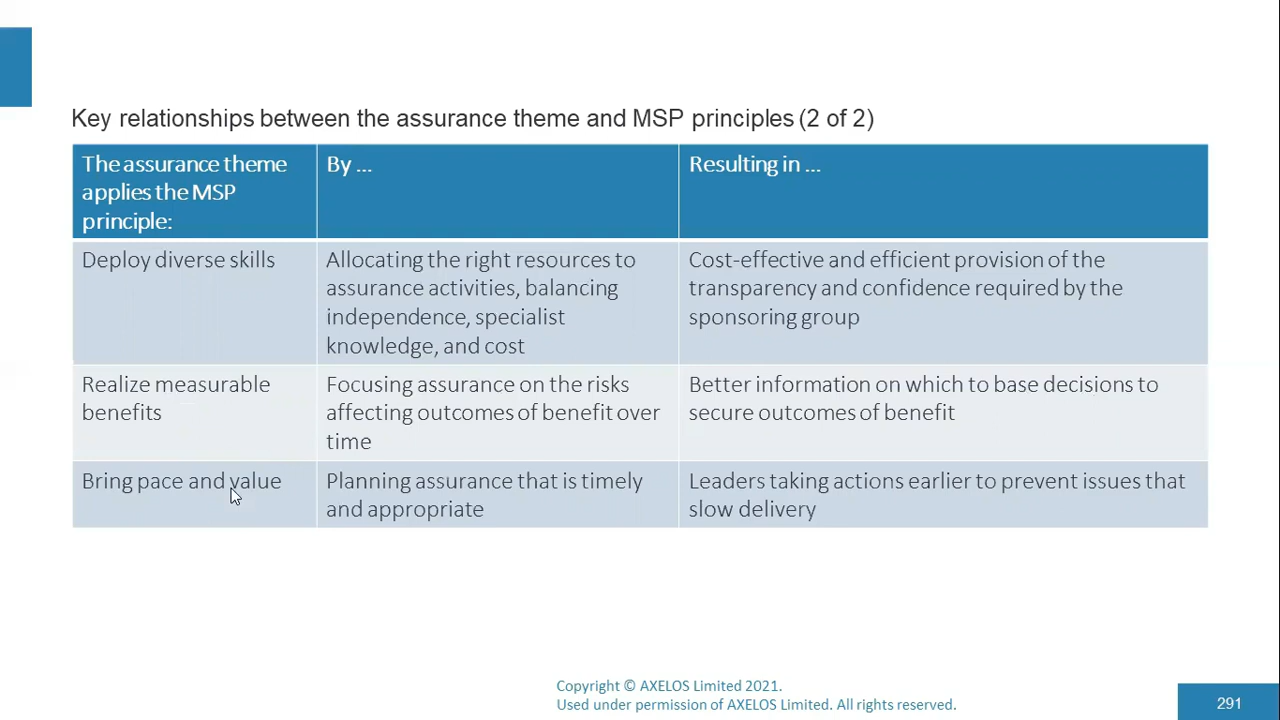 Key relationships between the assurance theme and MSP principles (2 of 2)
The assurance theme
applies the MSP
principle:
By ...
Resulting in ...
Deploy diverse skills
Allocating the right resources to
assurance activities, balancing
independence, specialist
knowledge, and cost
Cost-effective and efficient provision of the
transparency and confidence required by the
sponsoring group
Realize measurable
benefits
Focusing assurance on the risks
affecting outcomes of benefit over
time
Better information on which to base decisions to
secure outcomes of benefit
Bring pace and value
Planning assurance that is timely
and appropriate
Leaders taking actions earlier to prevent issues that
slow delivery
Copyright © AXELOS Limited 2021.
Used under permission of AXELOS Limited. All rights reserved.
291